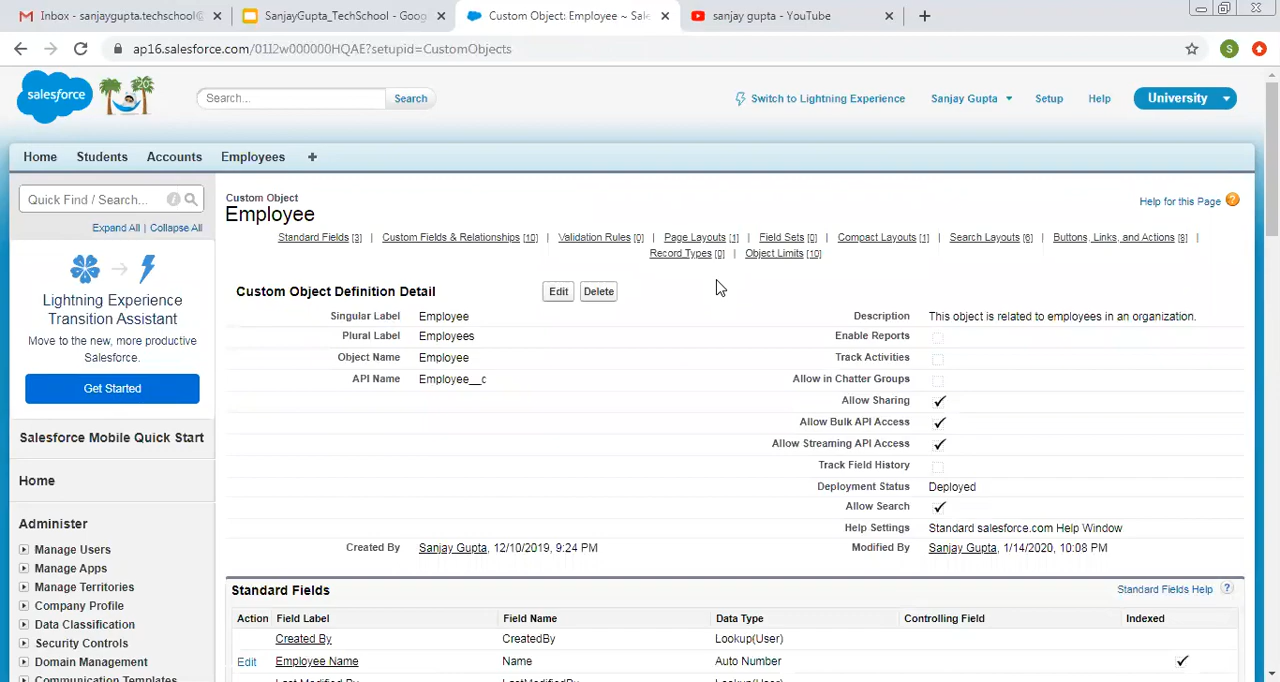 Inbox - sanjaygupta.techschool@
SanjayGupta_TechSchool - Goog
Custom Object: Employee ~ Sale
sanjay gupta - YouTube
ap16.salesforce.com/01I2w000000HQAE?setupid=CustomObjects
S
salesforce
20
Search...
Search
Switch to Lightning Experience
Sanjay Gupta
Setup
Help
University
Home
Students
Accounts
Employees
+
Quick Find / Search...
Expand All | Collapse All
Lightning Experience
Transition Assistant
Move to the new, more productive
Salesforce.
Get Started
Salesforce Mobile Quick Start
Home
Administer
Manage Users
Manage Apps
Manage Territories
Company Profile
Data Classification
Security Controls
Domain Management
Communication Templates
Custom Object
Employee
Help for this Page ?
Standard Fields [3] | Custom Fields & Relationships [10] | Validation Rules [0] | Page Layouts [1] | Field Sets [0] | Compact Layouts [1] | Search Layouts [6] | Buttons, Links, and Actions [8] |
Record Types [0] | Object Limits [10]
Custom Object Definition Detail
Edit
Delete
Singular Label Employee
Description This object is related to employees in an organization.
Plural Label Employees
Enable Reports
Object Name Employee
Track Activities
API Name Employee__c
Allow in Chatter Groups
Allow Sharing
Allow Bulk API Access
Allow Streaming API Access
Track Field History
Deployment Status Deployed
Allow Search
Help Settings Standard salesforce.com Help Window
Created By Sanjay Gupta, 12/10/2019, 9:24 PM
Modified By Sanjay Gupta, 1/14/2020, 10:08 PM
Standard Fields
Standard Fields Help ?
Action Field Label Field Name Data Type Controlling Field Indexed
Created By CreatedBy Lookup(User)
Edit Employee Name Name Auto Number
Last Modified By LastModifiedBy Lookup(User)